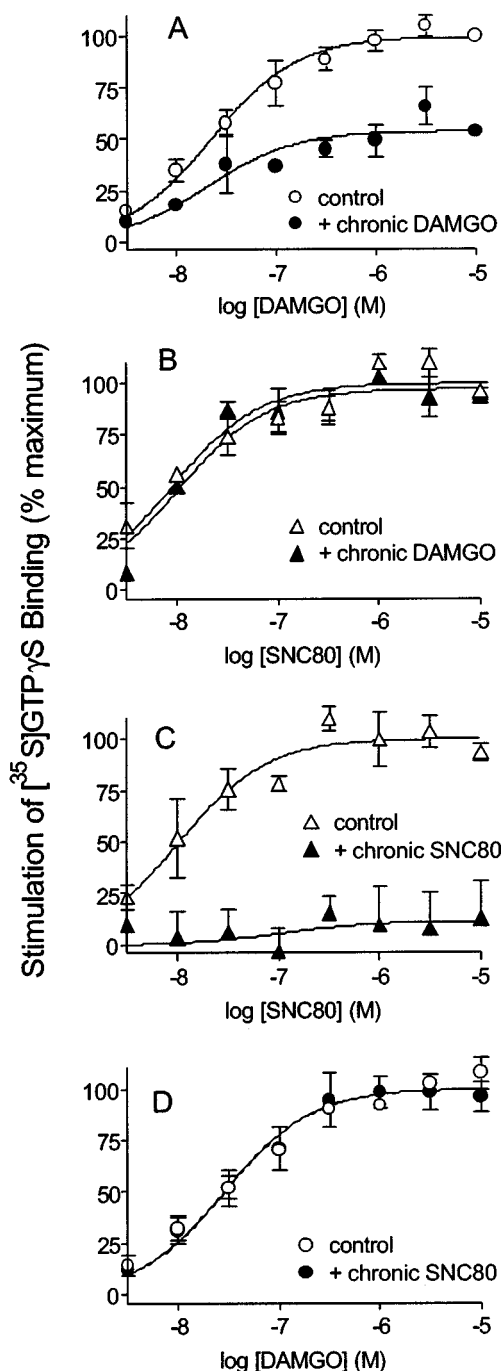 Stimulation of [³⁵S]GTPγS Binding (% maximum)
A
100
75
50
25
0
control
+ chronic DAMGO
-8
-7
-6
-5
log [DAMGO] (M)
B
100
75
50
25
0
control
+ chronic DAMGO
-8
-7
-6
-5
log [SNC80] (M)
C
100
75
50
25
0
control
+ chronic SNC80
-8
-7
-6
-5
log [SNC80] (M)
D
100
75
50
25
0
control
+ chronic SNC80
-8
-7
-6
-5
log [DAMGO] (M)